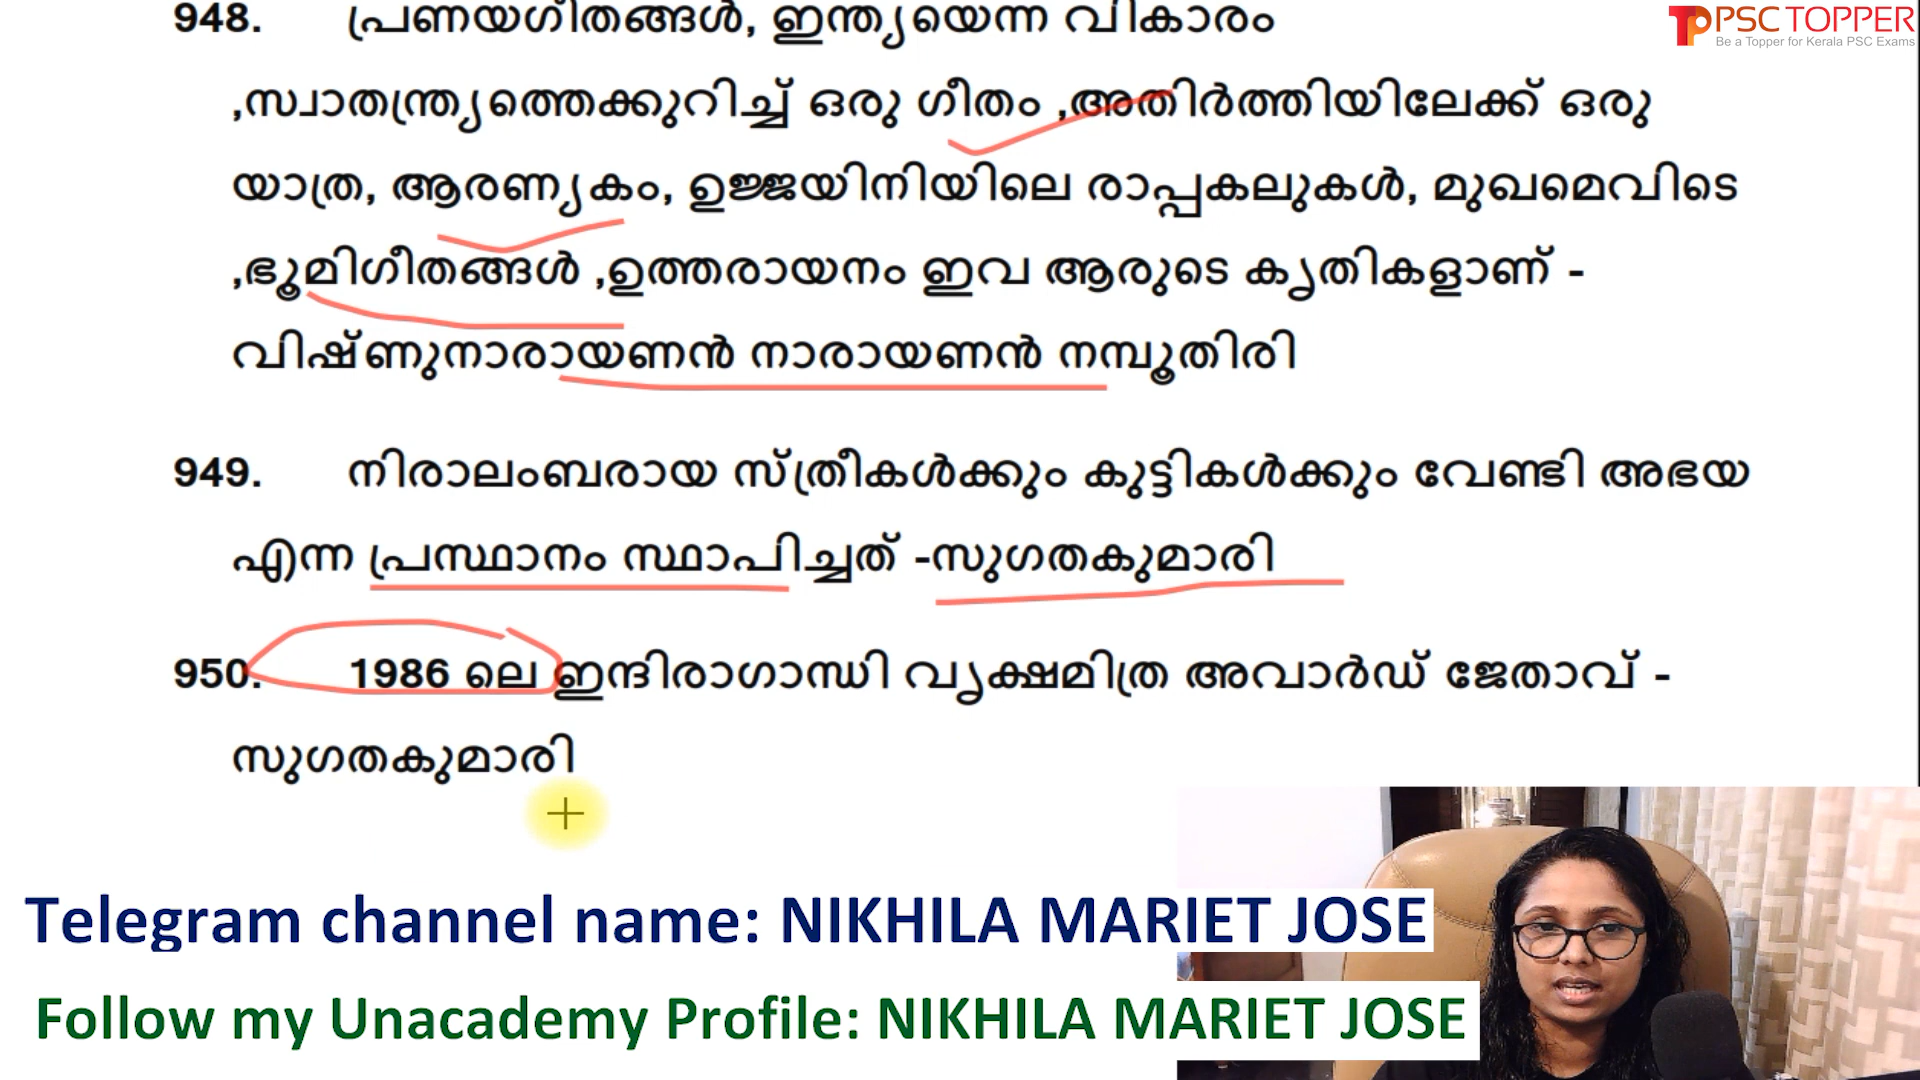 948. പ്രണയഗീതങ്ങൾ, ഇന്ത്യയെന്ന വികാരം
,സ്വാതന്ത്ര്യത്തെക്കുറിച്ച് ഒരു ഗീതം ,അതിർത്തിയിലേക്ക് ഒരു
യാത്ര, ആരണ്യകം, ഉജ്ജയിനിയിലെ രാപ്പകലുകൾ, മുഖമെവിടെ
,ഭൂമിഗീതങ്ങൾ ,ഉത്തരായനം ഇവ ആരുടെ കൃതികളാണ് -
വിഷ്ണുനാരായണൻ നാരായണൻ നമ്പൂതിരി
949. നിരാലംബരായ സ്ത്രീകൾക്കും കുട്ടികൾക്കും വേണ്ടി അഭയ
എന്ന പ്രസ്ഥാനം സ്ഥാപിച്ചത് -സുഗതകുമാരി
950. 1986 ലെ ഇന്ദിരാഗാന്ധി വൃക്ഷമിത്ര അവാർഡ് ജേതാവ് -
സുഗതകുമാരി
PSC TOPPER
Be a Topper for Kerala PSC Exams
Telegram channel name: NIKHILA MARIET JOSE
Follow my Unacademy Profile: NIKHILA MARIET JOSE